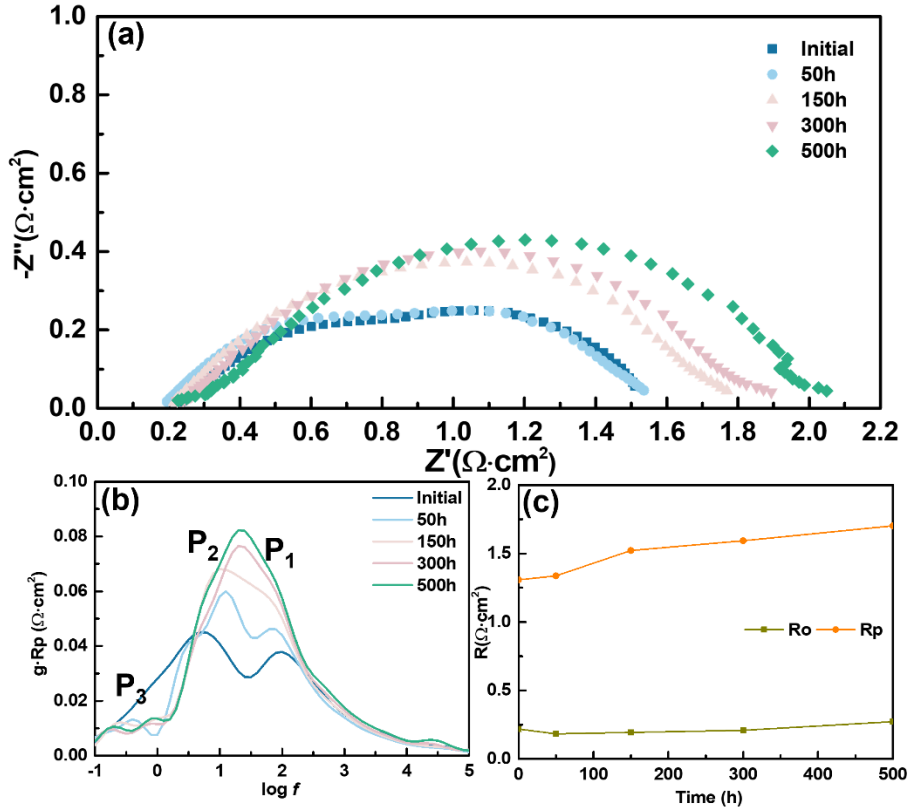 (a)
1.0
0.8
0.6
0.4
0.2
0.0
-Z''(Ω·cm²)
Initial
50h
150h
300h
500h
0.0 0.2 0.4 0.6 0.8 1.0 1.2 1.4 1.6 1.8 2.0 2.2
Z'(Ω·cm²)
(b)
0.10
0.08
0.06
0.04
0.02
0.00
g·Rp (Ω·cm²)
P₂
P₁
P₃
Initial
50h
150h
300h
500h
-1 0 1 2 3 4 5
log f
(c)
2.0
1.5
1.0
0.5
0.0
R(Ω·cm²)
Ro Rp
0 100 200 300 400 500
Time (h)